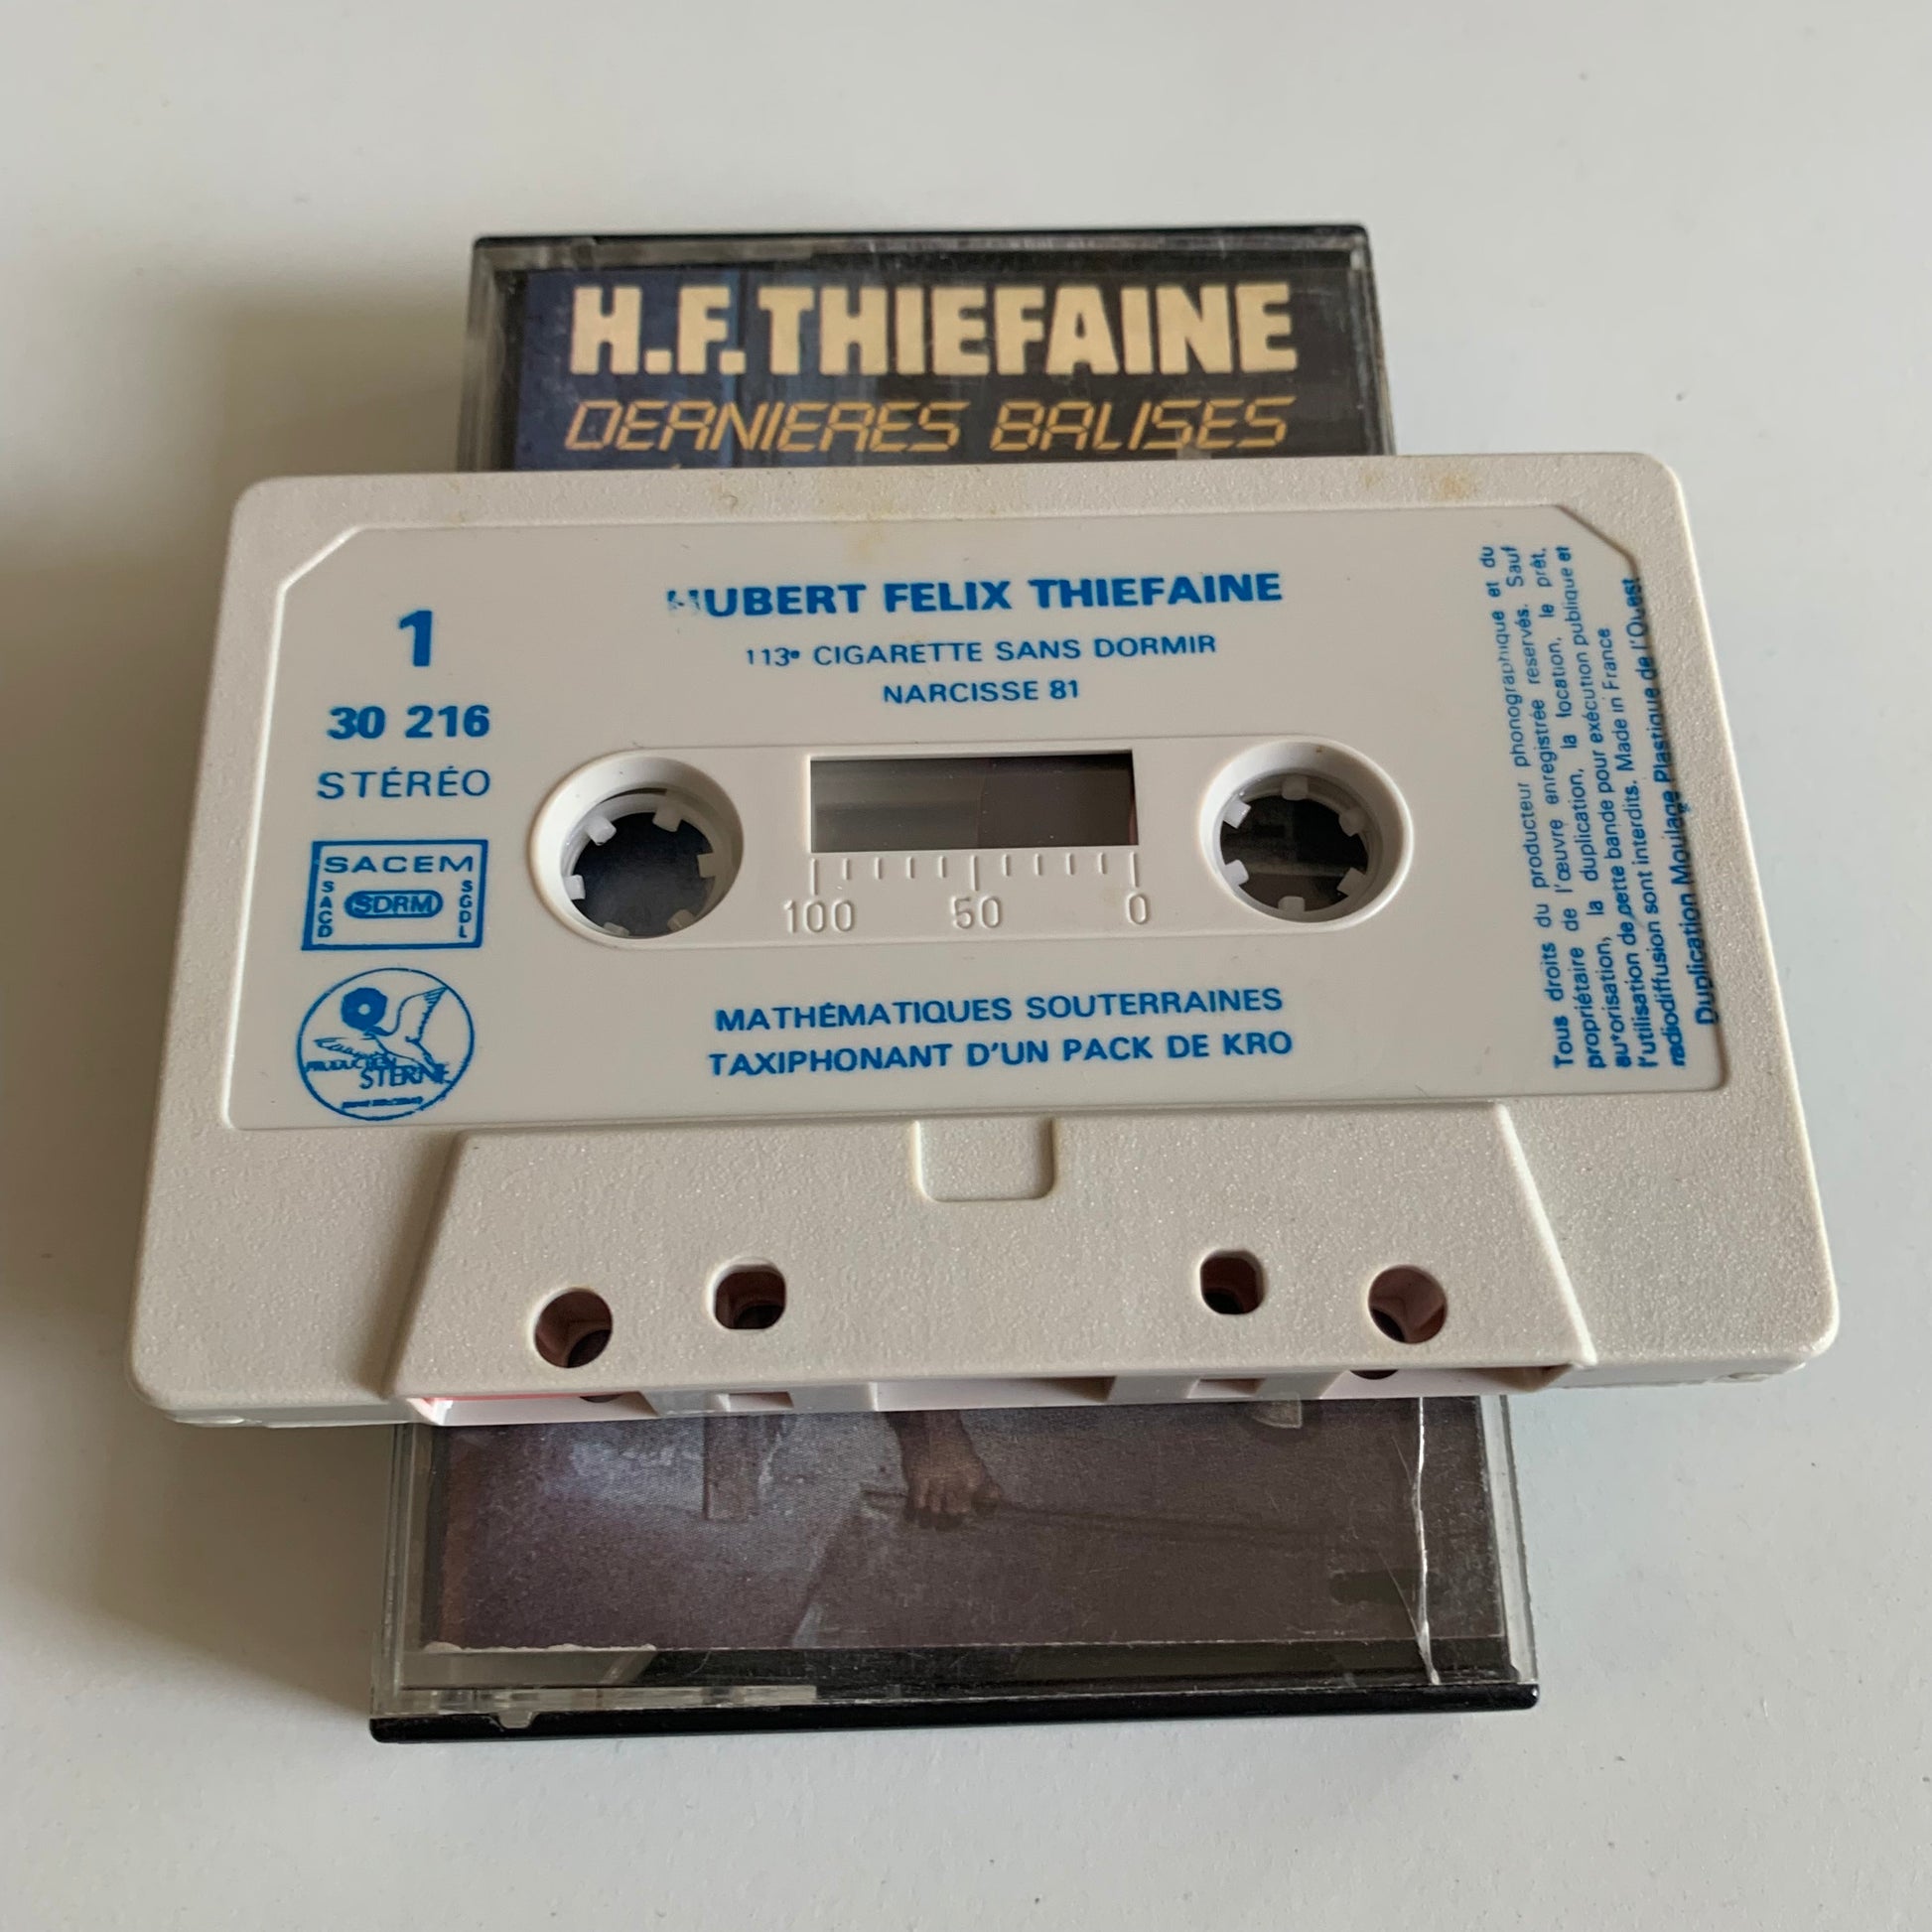 H.F.THIEFAINE
DERNIERES BALISES
HUBERT FELIX THIEFAINE
113e CIGARETTE SANS DORMIR
NARCISSE 81
1
30 216
STÉRÉO
SACEM
SACD
SDRM
SGDL
PRODUCTION
STERNE
100 50 0
MATHÉMATIQUES SOUTERRAINES
TAXIPHONANT D'UN PACK DE KRO
Tous droits du producteur phonographique et du
propriétaire de l'œuvre enregistrée reservés. Sauf
autorisation, la duplication, la location, le prêt,
l'utilisation de cette bande pour exécution publique et
radiodiffusion sont interdits. Made in France
Duplication Moulage Plastique de l'Ouest